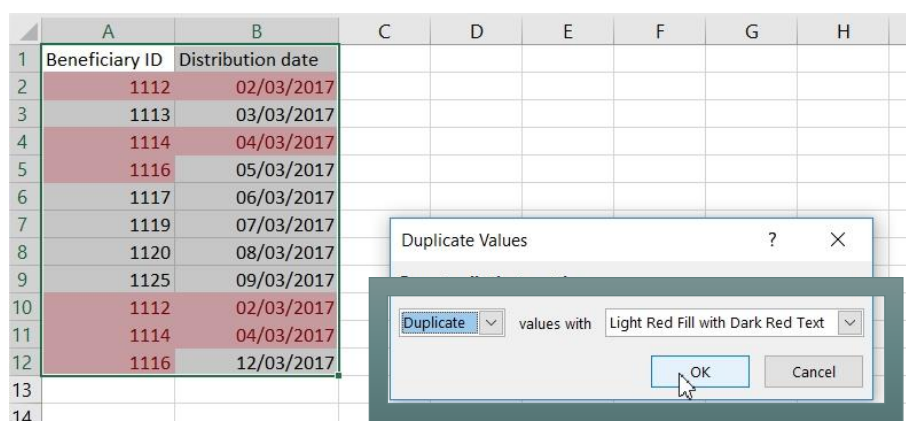 A B C D E F G H
1 Beneficiary ID Distribution date
2 1112 02/03/2017
3 1113 03/03/2017
4 1114 04/03/2017
5 1116 05/03/2017
6 1117 06/03/2017
7 1119 07/03/2017
8 1120 08/03/2017
9 1125 09/03/2017
10 1112 02/03/2017
11 1114 04/03/2017
12 1116 12/03/2017
13
14
Duplicate Values ? X
Duplicate values with Light Red Fill with Dark Red Text
OK Cancel